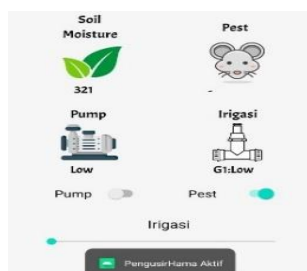 Soil
Moisture
Pest
321
-
Pump
Irigasi
Low
G1:Low
Pump
Pest
Irigasi
PengusirHama Aktif